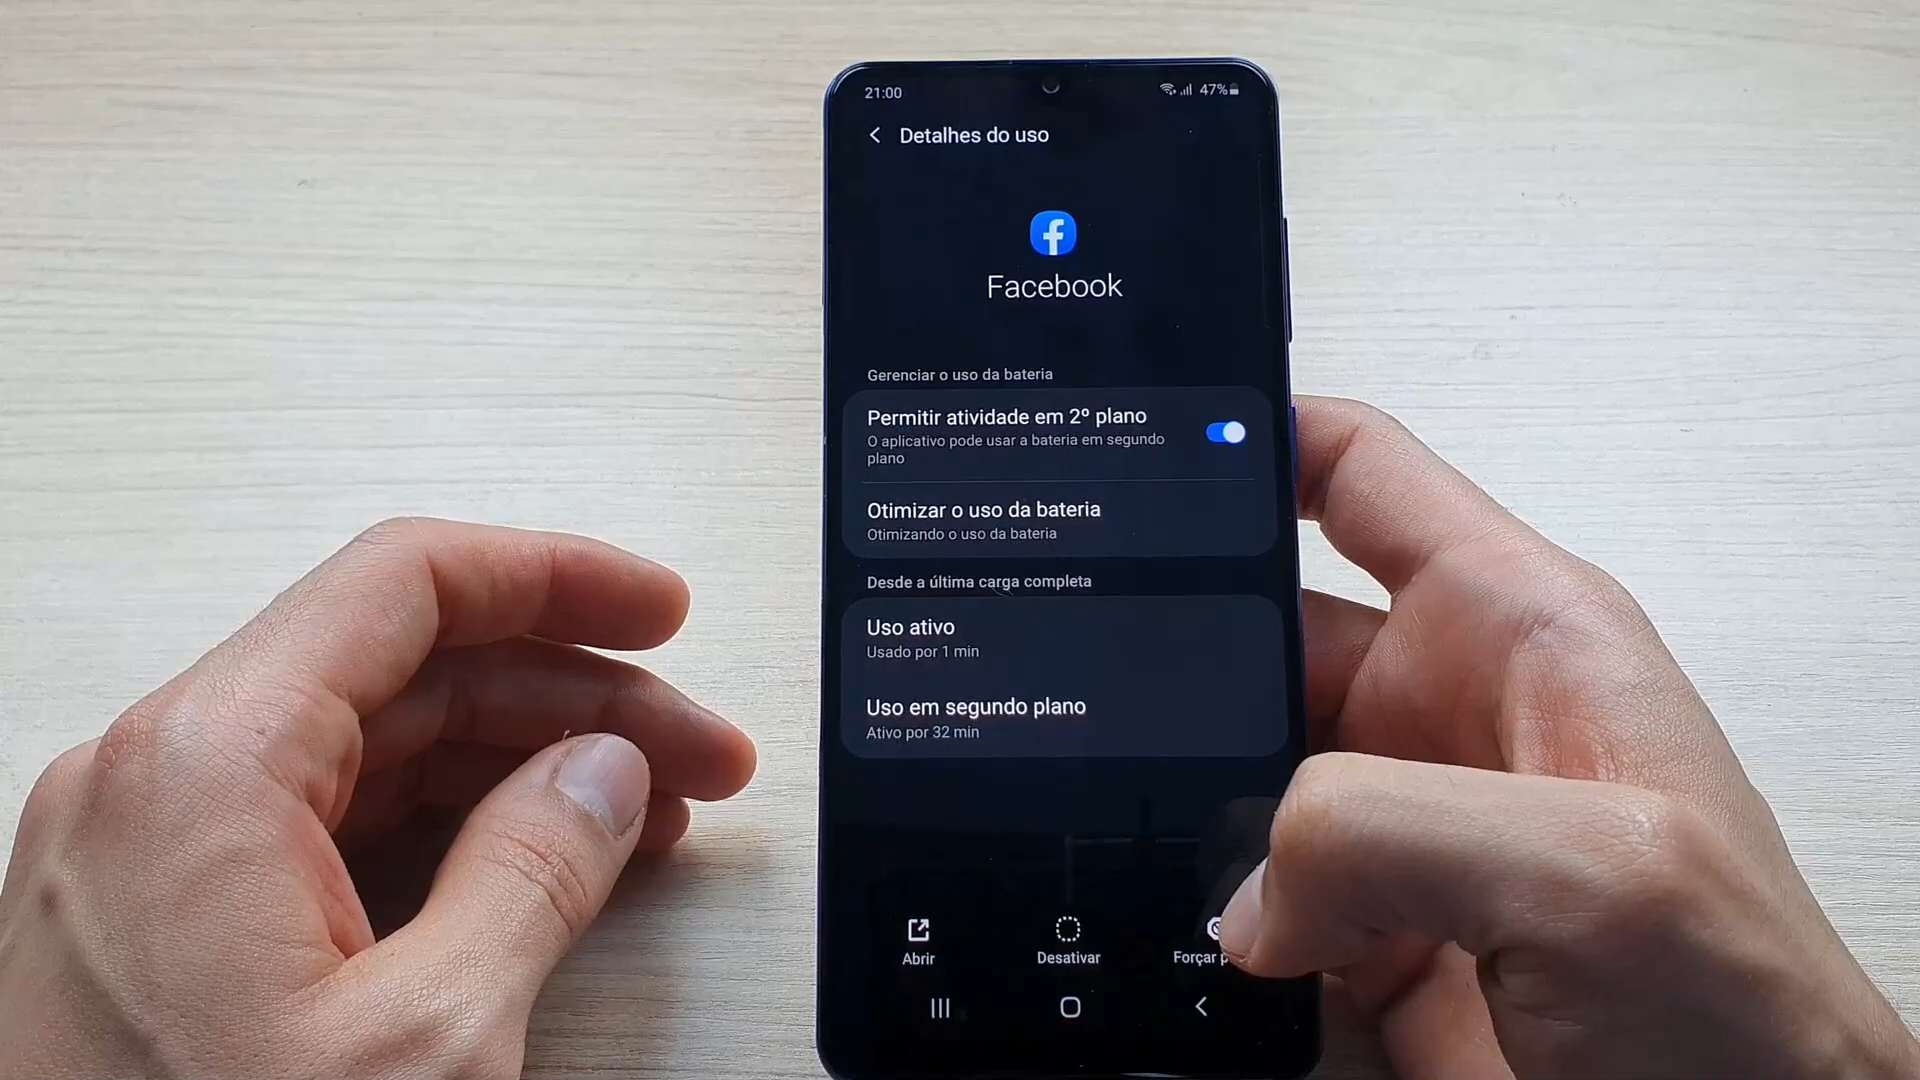 21:00
47%
Detalhes do uso
Facebook
Gerenciar o uso da bateria
Permitir atividade em 2º plano
O aplicativo pode usar a bateria em segundo
plano
Otimizar o uso da bateria
Otimizando o uso da bateria
Desde a última carga completa
Uso ativo
Usado por 1 min
Uso em segundo plano
Ativo por 32 min
Abrir
Desativar
Forçar